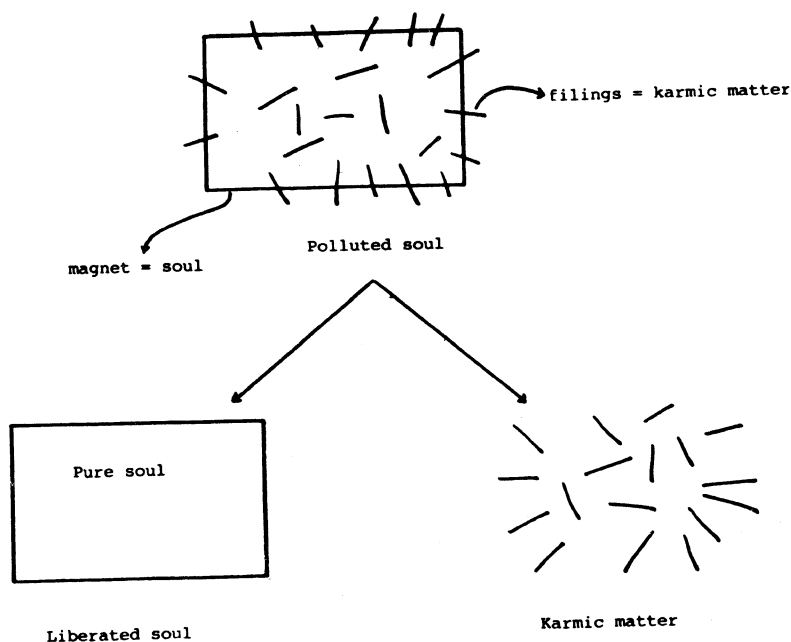 filings = karmic matter
Polluted soul
magnet = soul
Pure soul
Liberated soul
Karmic matter